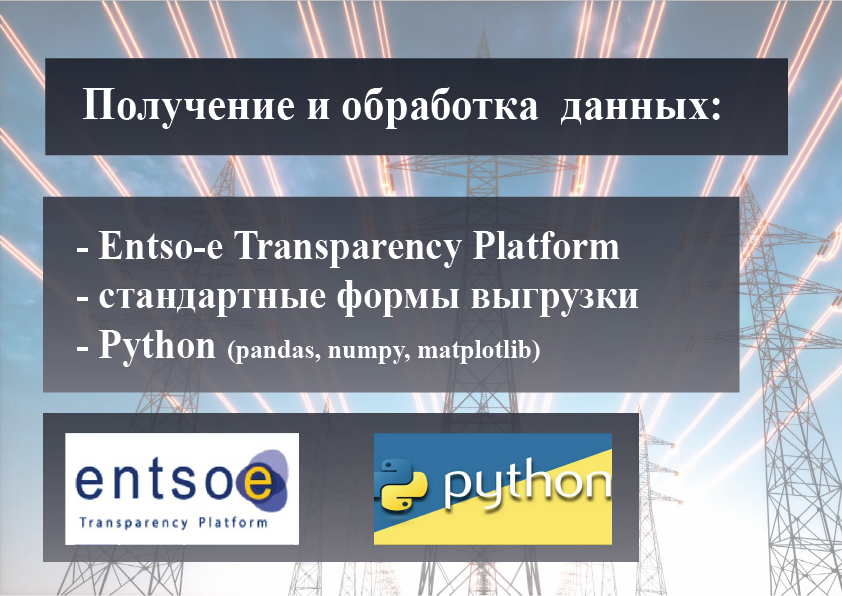 Получение и обработка данных:
- Entso-e Transparency Platform
- стандартные формы выгрузки
- Python (pandas, numpy, matplotlib)
entsoe
Transparency Platform
python